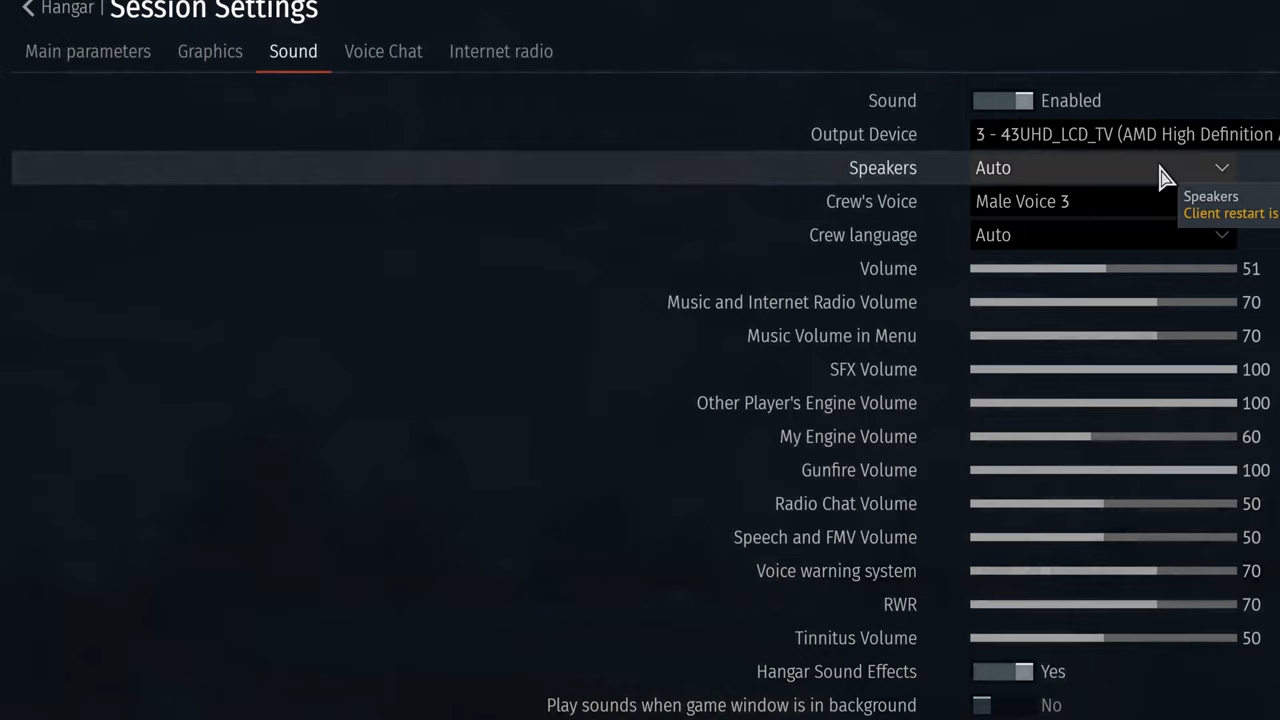 Hangar | Session Settings
Main parameters Graphics Sound Voice Chat Internet radio
Sound Enabled
Output Device 3 - 43UHD_LCD_TV (AMD High Definition
Speakers Auto
Speakers
Client restart is
Crew's Voice Male Voice 3
Crew language Auto
Volume 51
Music and Internet Radio Volume 70
Music Volume in Menu 70
SFX Volume 100
Other Player's Engine Volume 100
My Engine Volume 60
Gunfire Volume 100
Radio Chat Volume 50
Speech and FMV Volume 50
Voice warning system 70
RWR 70
Tinnitus Volume 50
Hangar Sound Effects Yes
Play sounds when game window is in background No